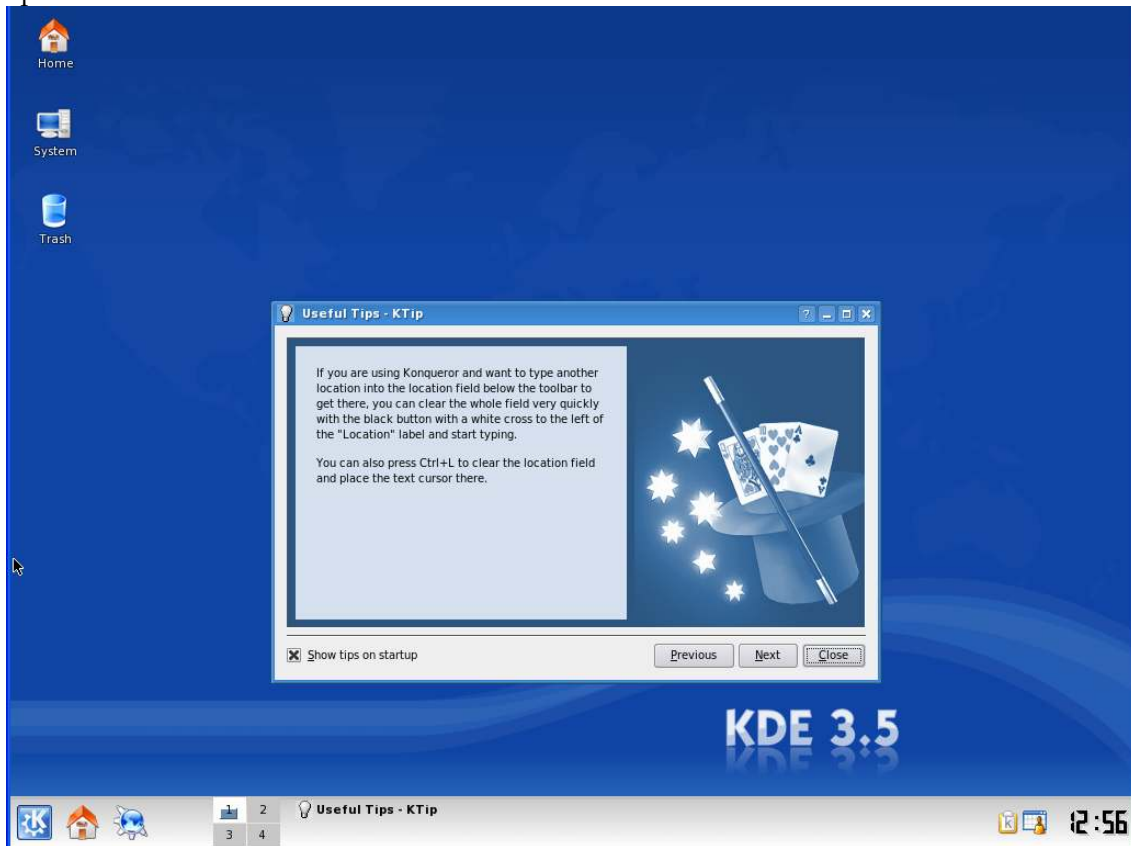 Home
System
Trash
Useful Tips - KTip
If you are using Konqueror and want to type another
location into the location field below the toolbar to
get there, you can clear the whole field very quickly
with the black button with a white cross to the left of
the "Location" label and start typing.
You can also press Ctrl+L to clear the location field
and place the text cursor there.
Show tips on startup
Previous
Next
Close
KDE 3.5
1 2
3 4
Useful Tips - KTip
12:56